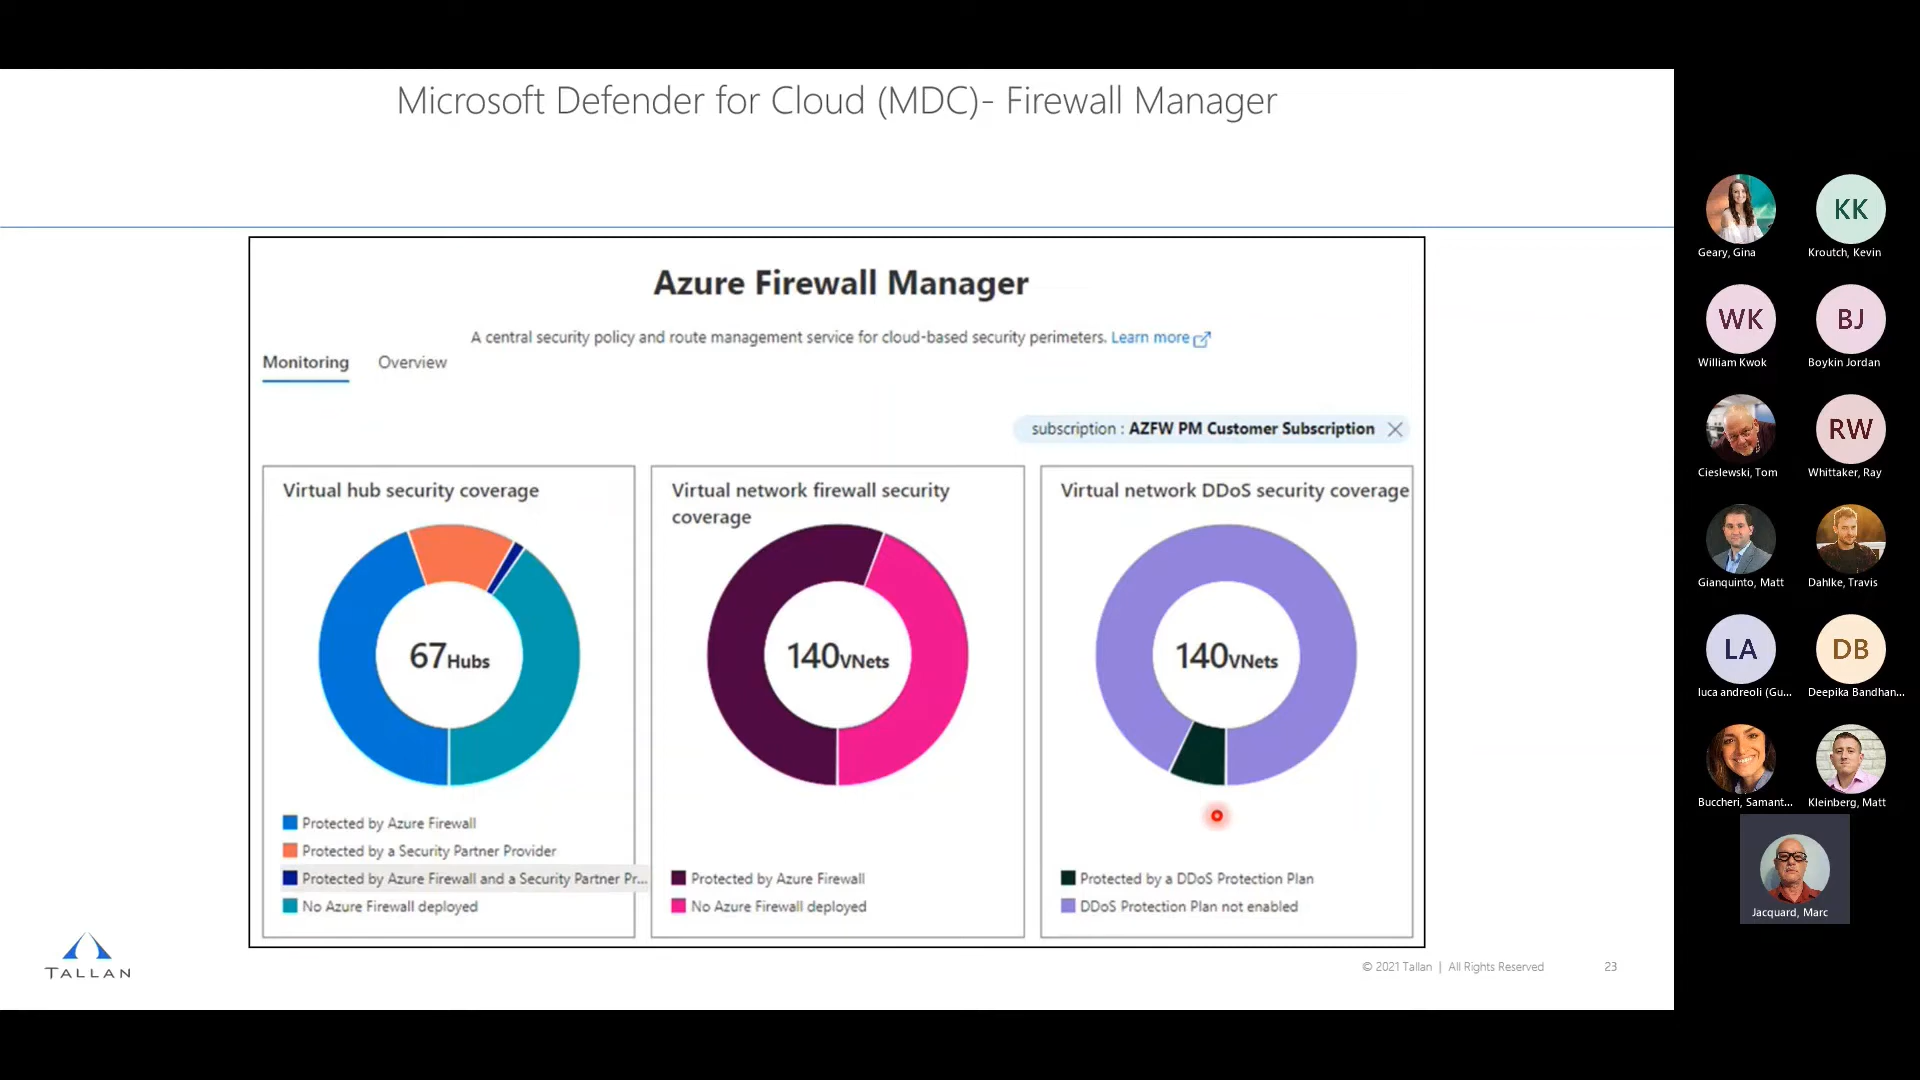 Microsoft Defender for Cloud (MDC)- Firewall Manager
Azure Firewall Manager
A central security policy and route management service for cloud-based security perimeters. Learn more
Monitoring
Overview
subscription : AZFW PM Customer Subscription
Virtual hub security coverage
67Hubs
Protected by Azure Firewall
Protected by a Security Partner Provider
Protected by Azure Firewall and a Security Partner Pr...
No Azure Firewall deployed
Virtual network firewall security
coverage
140VNets
Protected by Azure Firewall
No Azure Firewall deployed
Virtual network DDoS security coverage
140VNets
Protected by a DDoS Protection Plan
DDoS Protection Plan not enabled
TALLAN
© 2021 Tallan | All Rights Reserved
23
Geary, Gina
KK
Kroutch, Kevin
WK
William Kwok
BJ
Boykin Jordan
Cieslewski, Tom
RW
Whittaker, Ray
Gianquinto, Matt
Dahlke, Travis
LA
luca andreoli (Gu...
DB
Deepika Bandhan...
Buccheri, Samant...
Kleinberg, Matt
Jacquard, Marc